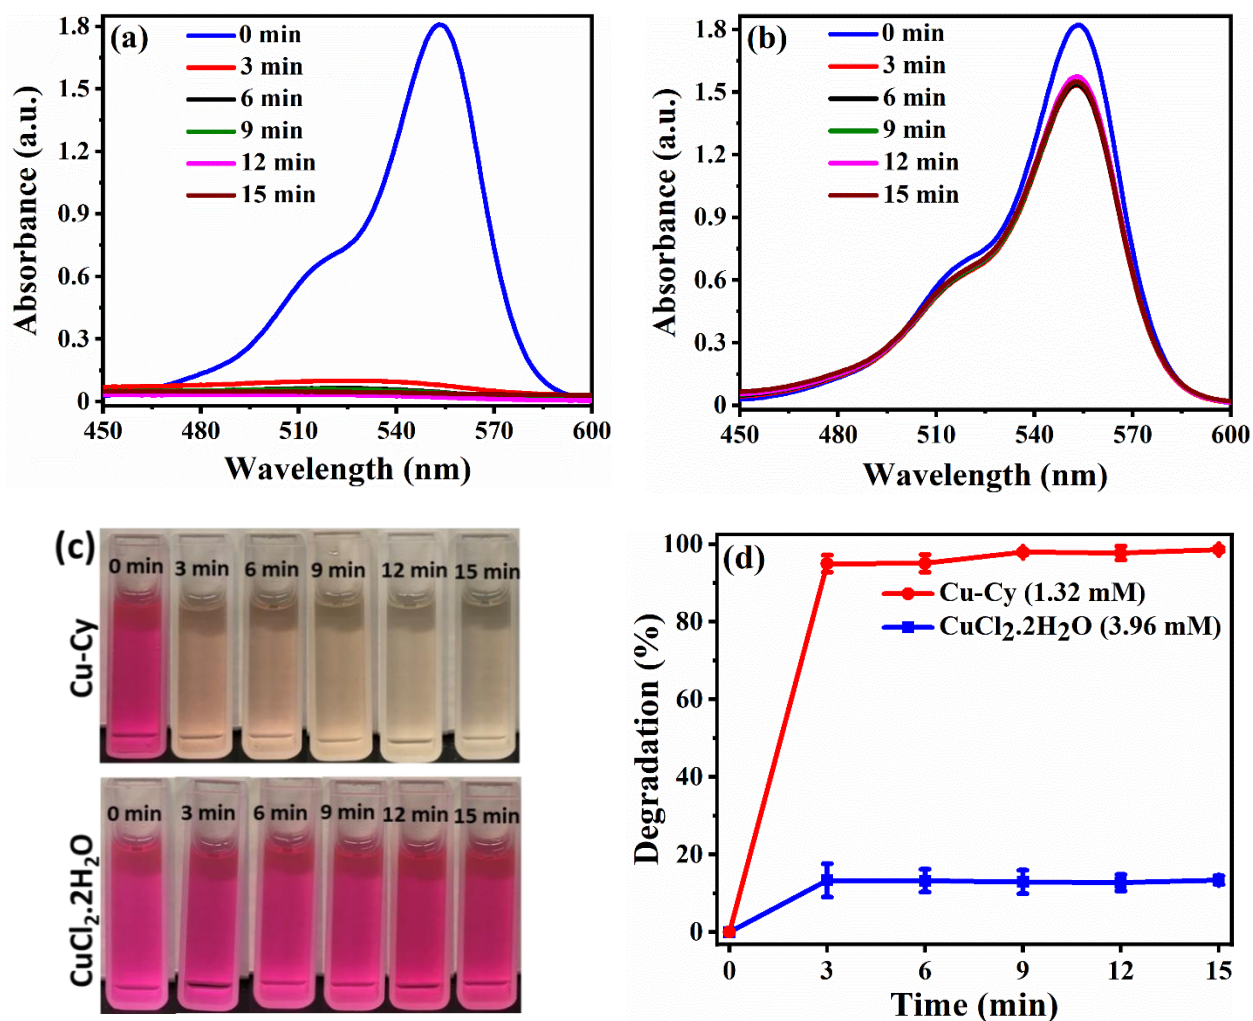 (a)
0 min
3 min
6 min
9 min
12 min
15 min
1.8
1.5
1.2
0.9
0.6
0.3
0
450 480 510 540 570 600
Absorbance (a.u.)
Wavelength (nm)
(b)
0 min
3 min
6 min
9 min
12 min
15 min
1.8
1.5
1.2
0.9
0.6
0.3
0
450 480 510 540 570 600
Absorbance (a.u.)
Wavelength (nm)
(c)
Cu-Cy
0 min 3 min 6 min 9 min 12 min 15 min
CuCl₂.2H₂O
0 min 3 min 6 min 9 min 12 min 15 min
(d)
Cu-Cy (1.32 mM)
CuCl₂.2H₂O (3.96 mM)
100
80
60
40
20
0
0 3 6 9 12 15
Degradation (%)
Time (min)